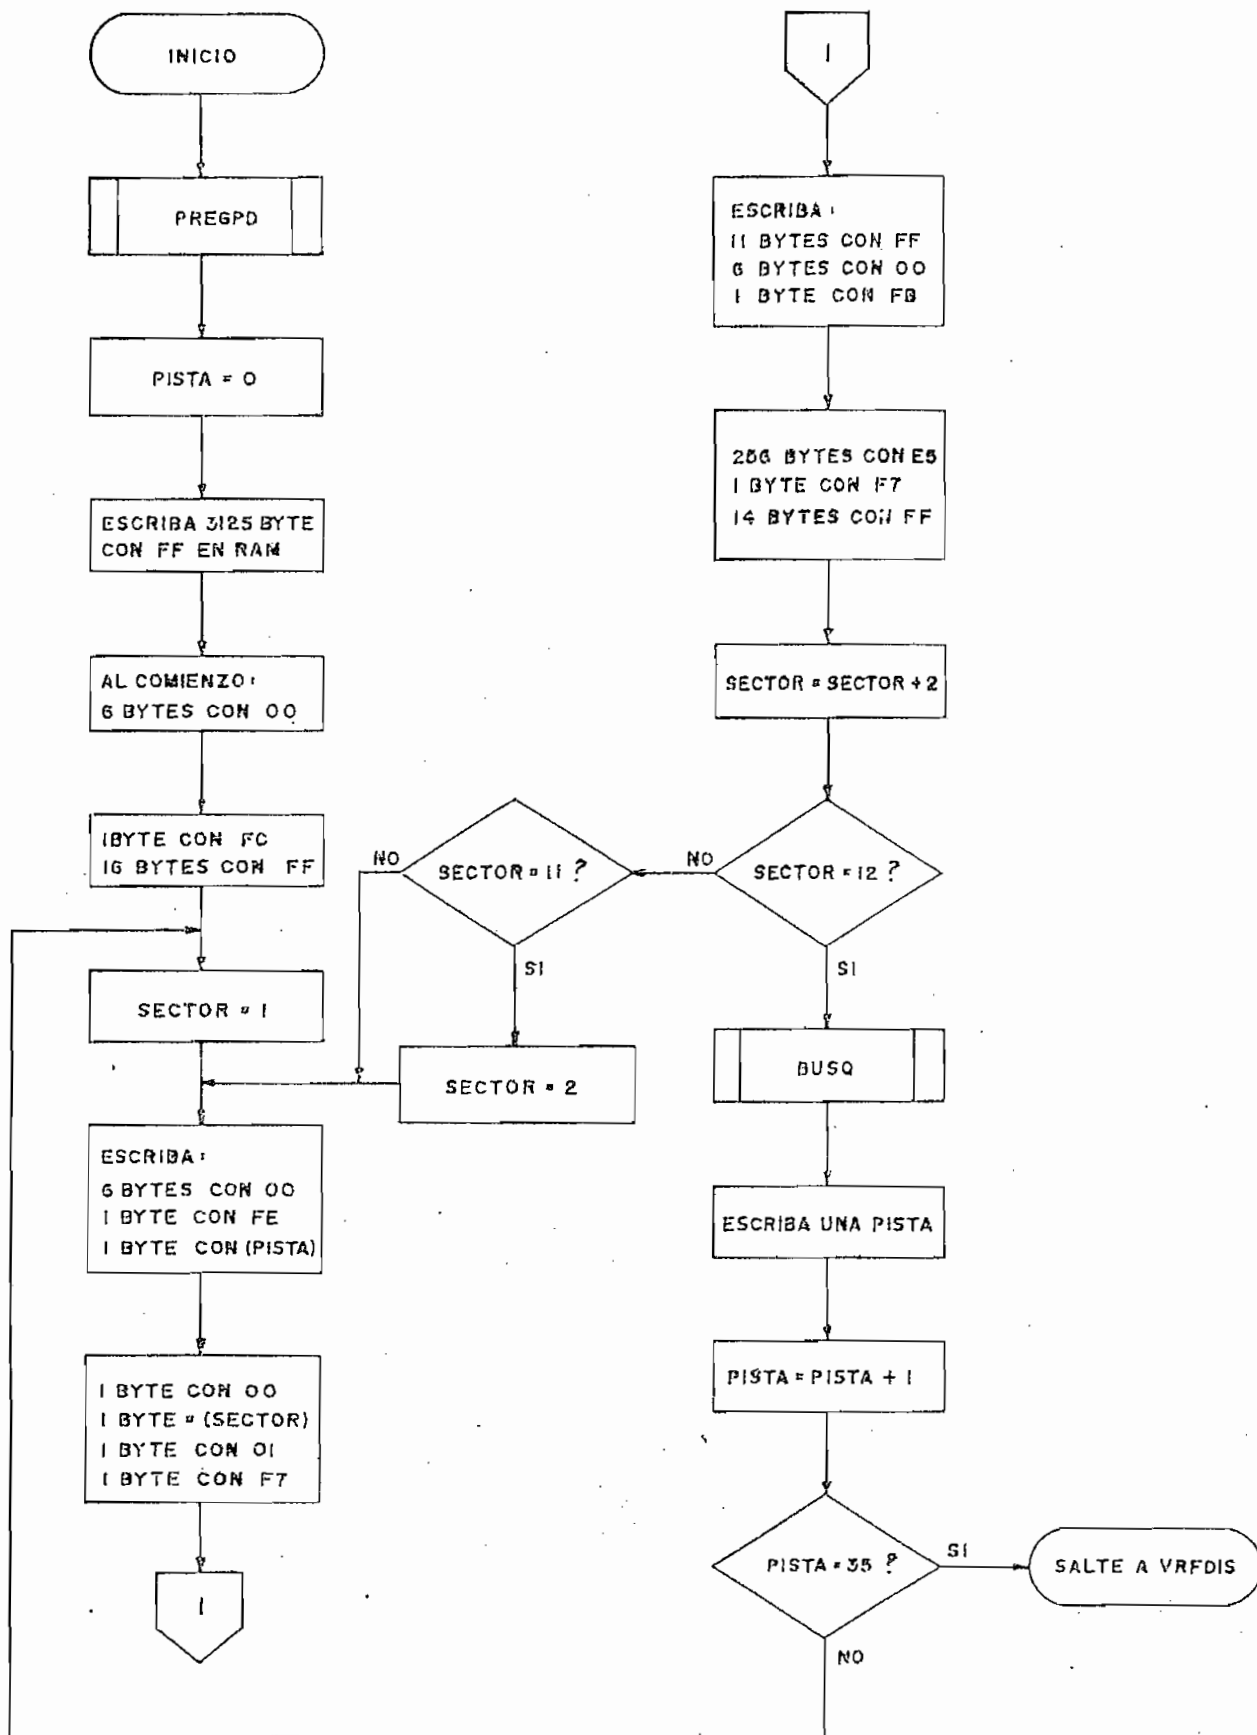 INICIO
PREGPD
PISTA = 0
ESCRIBA 3125 BYTE
CON FF EN RAM
AL COMIENZO:
6 BYTES CON 00
1BYTE CON FC
16 BYTES CON FF
SECTOR = 1
ESCRIBA:
6 BYTES CON 00
1 BYTE CON FE
1 BYTE CON (PISTA)
1 BYTE CON 00
1 BYTE = (SECTOR)
1 BYTE CON 01
1 BYTE CON F7
1
1
ESCRIBA:
11 BYTES CON FF
6 BYTES CON 00
1 BYTE CON FB
256 BYTES CON E5
1 BYTE CON F7
14 BYTES CON FF
SECTOR = SECTOR + 2
SECTOR = 12 ?
NO
SI
SECTOR = 11 ?
NO
SI
SECTOR = 2
BUSQ
ESCRIBA UNA PISTA
PISTA = PISTA + 1
PISTA = 35 ?
SI
SALTE A VRFDIS
NO